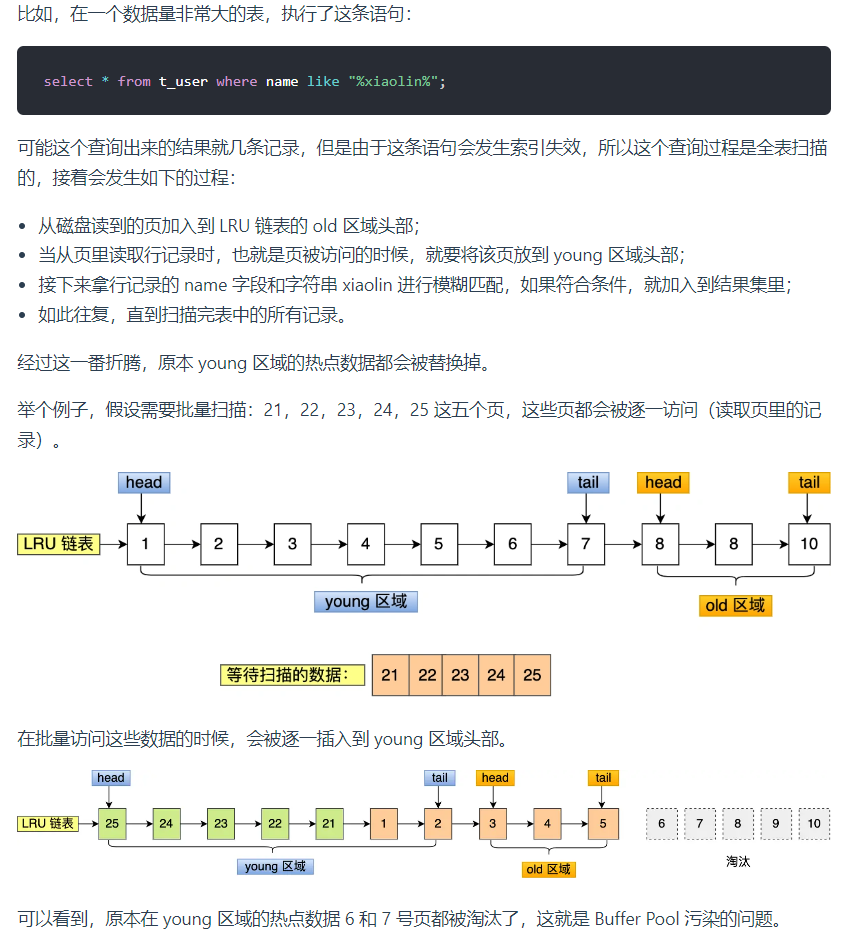 比如，在一个数据量非常大的表，执行了这条语句：
select * from t_user where name like "%xiaolin%";
可能这个查询出来的结果就几条记录，但是由于这条语句会发生索引失效，所以这个查询过程是全表扫描
的，接着会发生如下的过程：
• 从磁盘读到的页加入到 LRU 链表的 old 区域头部；
• 当从页里读取行记录时，也就是页被访问的时候，就要将该页放到 young 区域头部；
• 接下来拿行记录的 name 字段和字符串 xiaolin 进行模糊匹配，如果符合条件，就加入到结果集里；
• 如此往复，直到扫描完表中的所有记录。
经过这一番折腾，原本 young 区域的热点数据都会被替换掉。
举个例子，假设需要批量扫描：21，22，23，24，25 这五个页，这些页都会被逐一访问（读取页里的记
录）。
head tail head tail
LRU 链表 1 2 3 4 5 6 7 8 8 10
young 区域 old 区域
等待扫描的数据： 21 22 23 24 25
在批量访问这些数据的时候，会被逐一插入到 young 区域头部。
head tail head tail
LRU 链表 25 24 23 22 21 1 2 3 4 5 6 7 8 9 10
young 区域 old 区域 淘汰
可以看到，原本在 young 区域的热点数据 6 和 7 号页都被淘汰了，这就是 Buffer Pool 污染的问题。